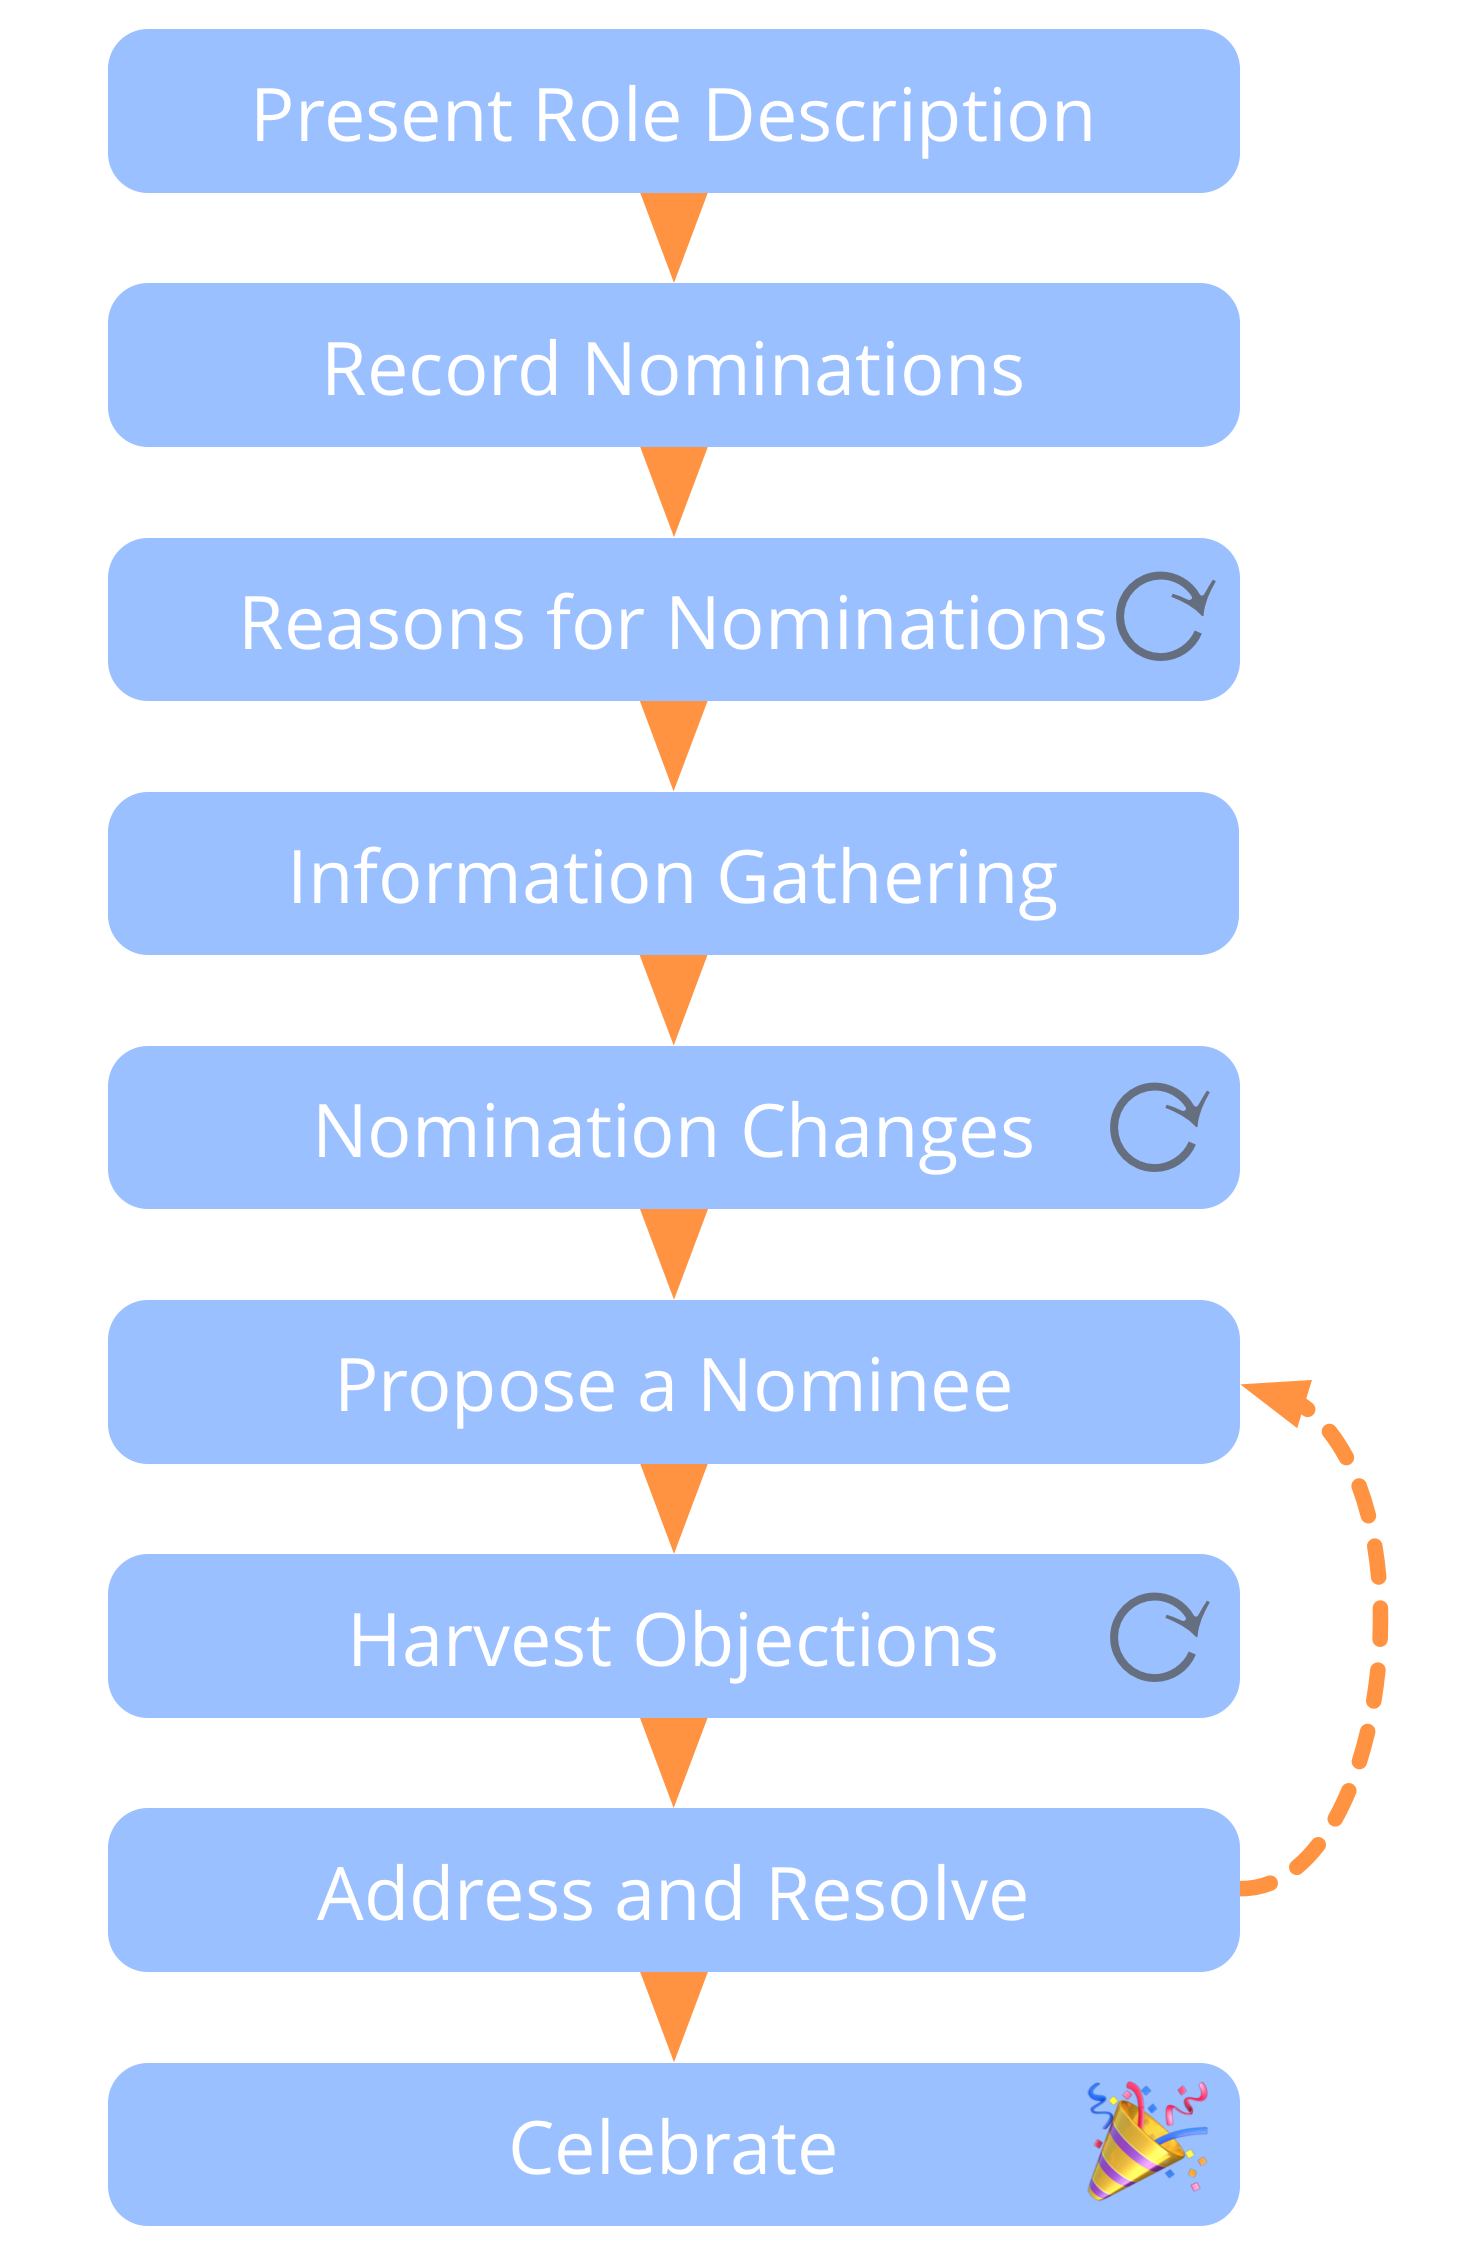 Present Role Description
Record Nominations
Reasons for Nominations
Information Gathering
Nomination Changes
Propose a Nominee
Harvest Objections
Address and Resolve
Celebrate